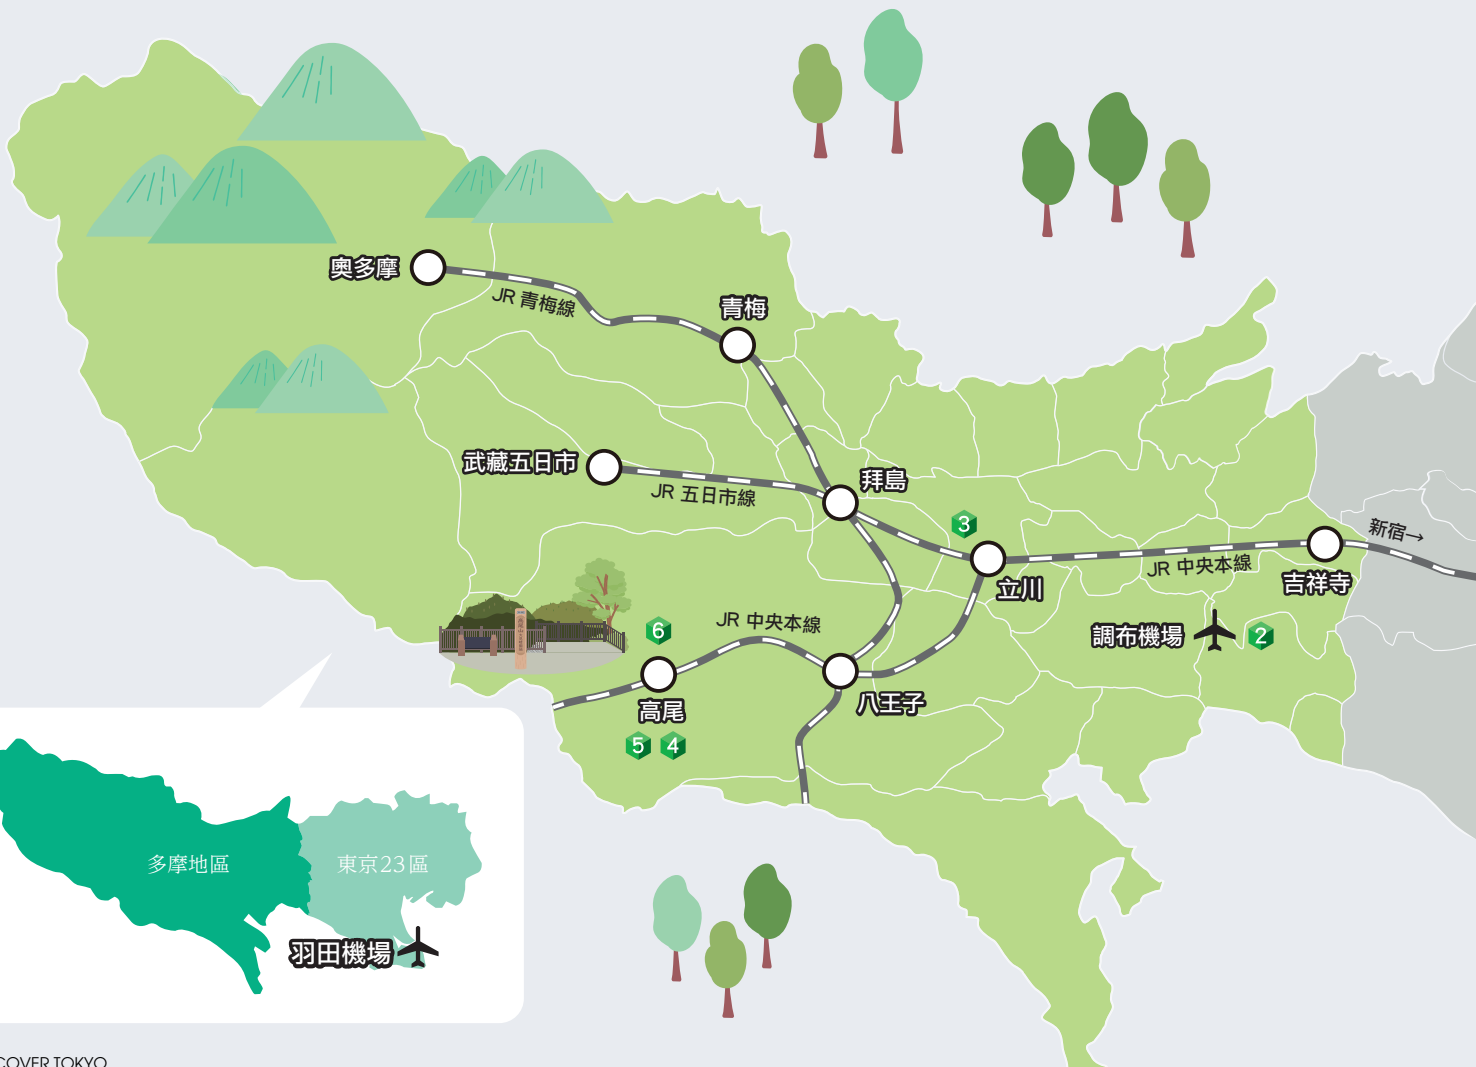 奧多摩
JR 青梅線
青梅
武藏五日市
JR 五日市線
拜島
3
新宿→
立川
JR 中央本線
吉祥寺
6
JR 中央本線
調布機場
2
高尾
八王子
5
4
多摩地區
東京23區
羽田機場
COVER TOKYO